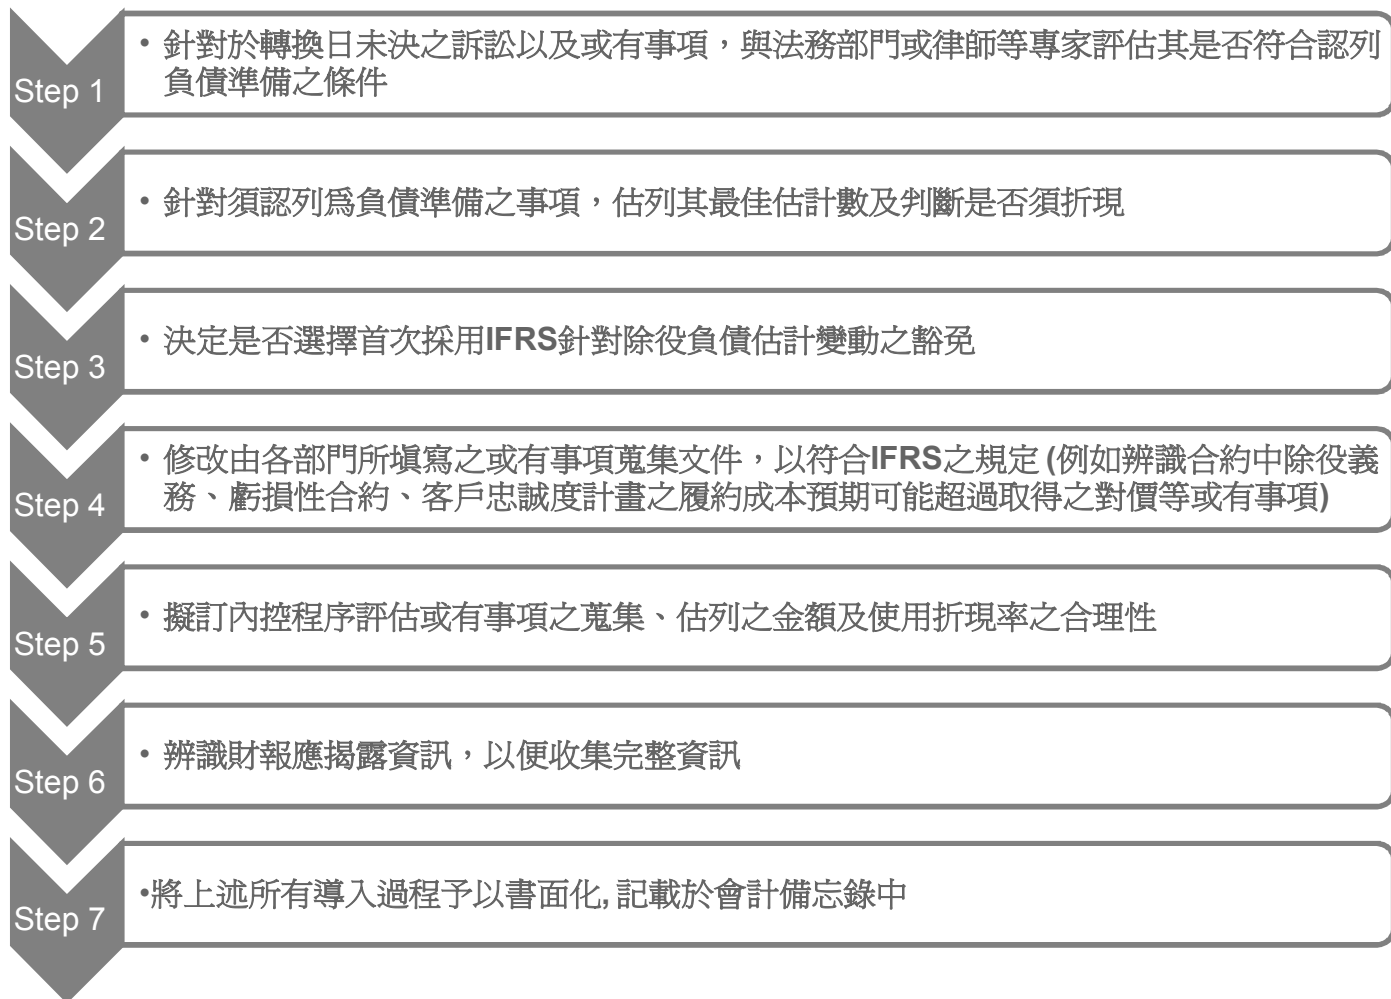 Step 1
• 針對於轉換日未決之訴訟以及或有事項，與法務部門或律師等專家評估其是否符合認列
負債準備之條件
Step 2
• 針對須認列爲負債準備之事項，估列其最佳估計數及判斷是否須折現
Step 3
• 決定是否選擇首次採用IFRS針對除役負債估計變動之豁免
Step 4
• 修改由各部門所填寫之或有事項蒐集文件，以符合IFRS之規定 (例如辨識合約中除役義
務、虧損性合約、客戶忠誠度計畫之履約成本預期可能超過取得之對價等或有事項)
Step 5
• 擬訂內控程序評估或有事項之蒐集、估列之金額及使用折現率之合理性
Step 6
• 辨識財報應揭露資訊，以便收集完整資訊
Step 7
•將上述所有導入過程予以書面化, 記載於會計備忘錄中